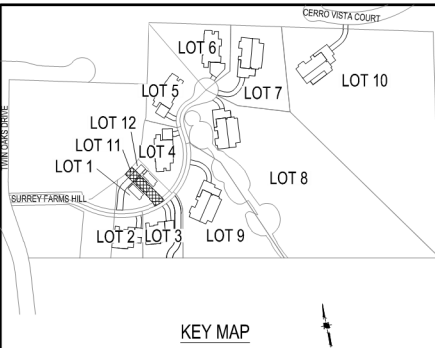 CERRO VISTA COURT
LOT 6
LOT 10
LOT 5
LOT 7
TWIN OAKS DRIVE
LOT 12
LOT 11
LOT 4
LOT 1
LOT 8
SURREY FARMS HILL
LOT 2
LOT 3
LOT 9
KEY MAP